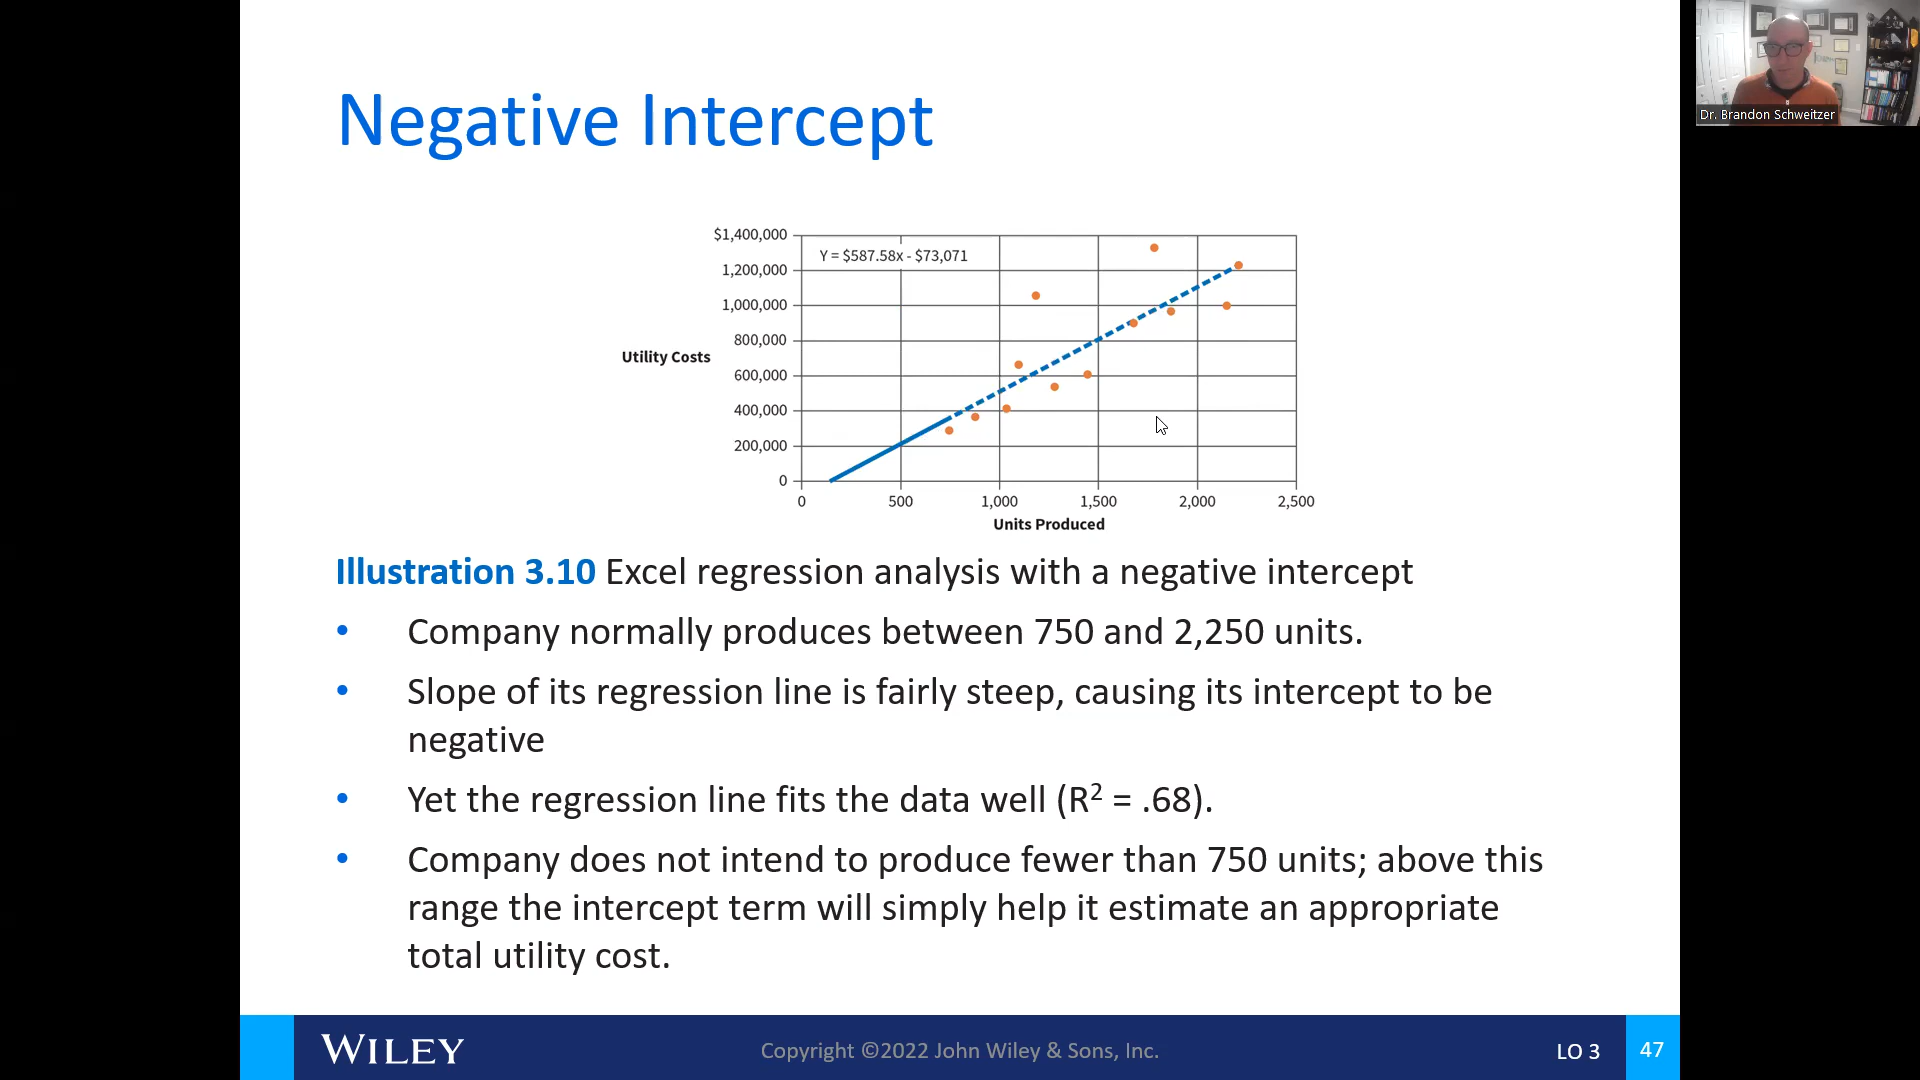 Negative Intercept
Dr. Brandon Schweitzer
$1,400,000
Y = $587.58x - $73,071
1,200,000
1,000,000
800,000
Utility Costs
600,000
400,000
200,000
0
0 500 1,000 1,500 2,000 2,500
Units Produced
Illustration 3.10 Excel regression analysis with a negative intercept
• Company normally produces between 750 and 2,250 units.
• Slope of its regression line is fairly steep, causing its intercept to be
negative
• Yet the regression line fits the data well (R² = .68).
• Company does not intend to produce fewer than 750 units; above this
range the intercept term will simply help it estimate an appropriate
total utility cost.
WILEY
Copyright ©2022 John Wiley & Sons, Inc.
LO 3
47